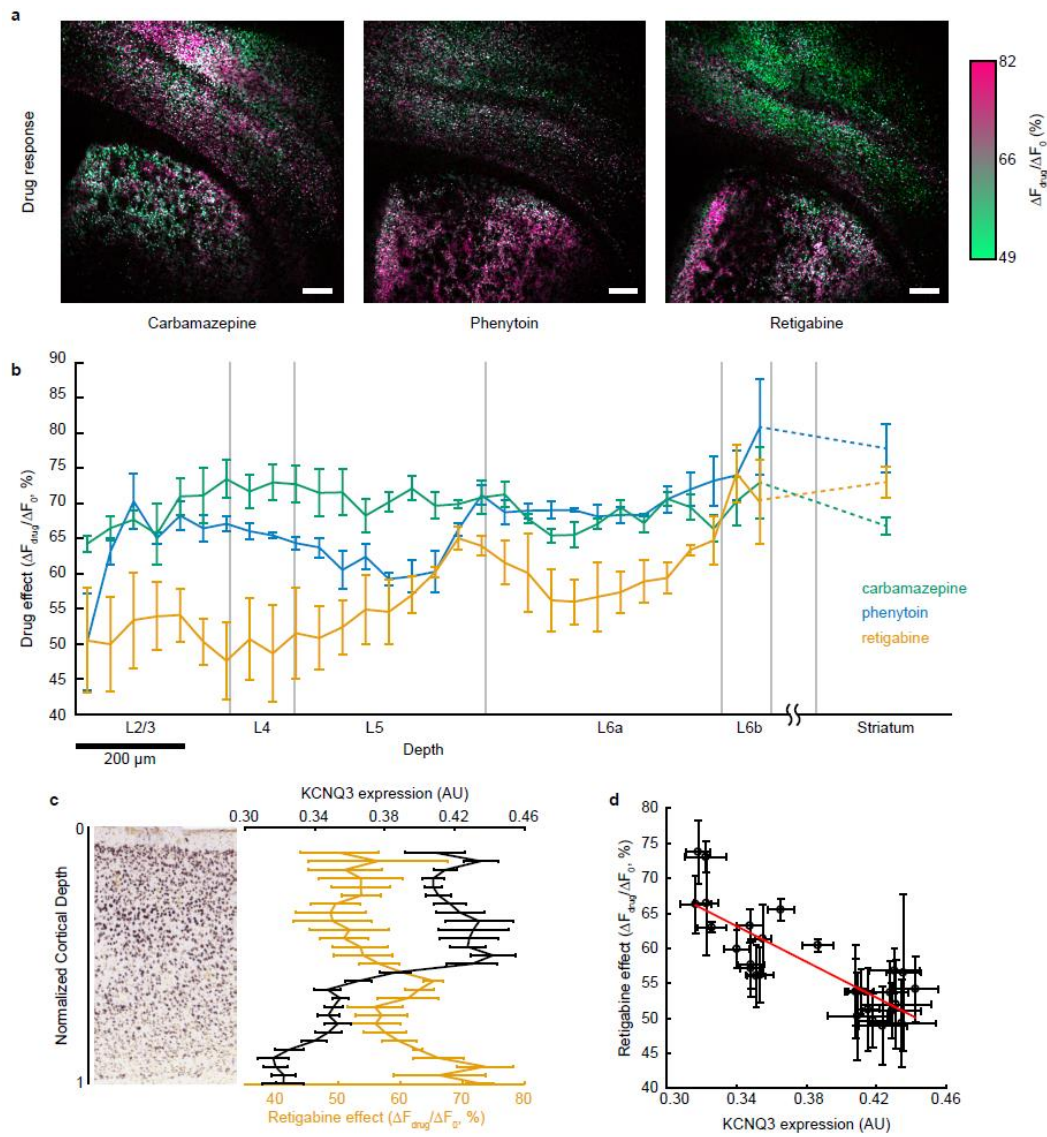 a
Drug response
82
66
49
ΔF_drug/ΔF_0 (%)
Carbamazepine
Phenytoin
Retigabine
b
Drug effect (ΔF_drug/ΔF_0, %)
90
85
80
75
70
65
60
55
50
45
40
carbamazepine
phenytoin
retigabine
L2/3
L4
L5
L6a
L6b
Striatum
Depth
200 µm
c
KCNQ3 expression (AU)
0.30
0.34
0.38
0.42
0.46
0
Normalized Cortical Depth
1
40
50
60
70
80
Retigabine effect (ΔF_drug/ΔF_0, %)
d
Retigabine effect (ΔF_drug/ΔF_0, %)
80
75
70
65
60
55
50
45
40
0.30
0.34
0.38
0.42
0.46
KCNQ3 expression (AU)